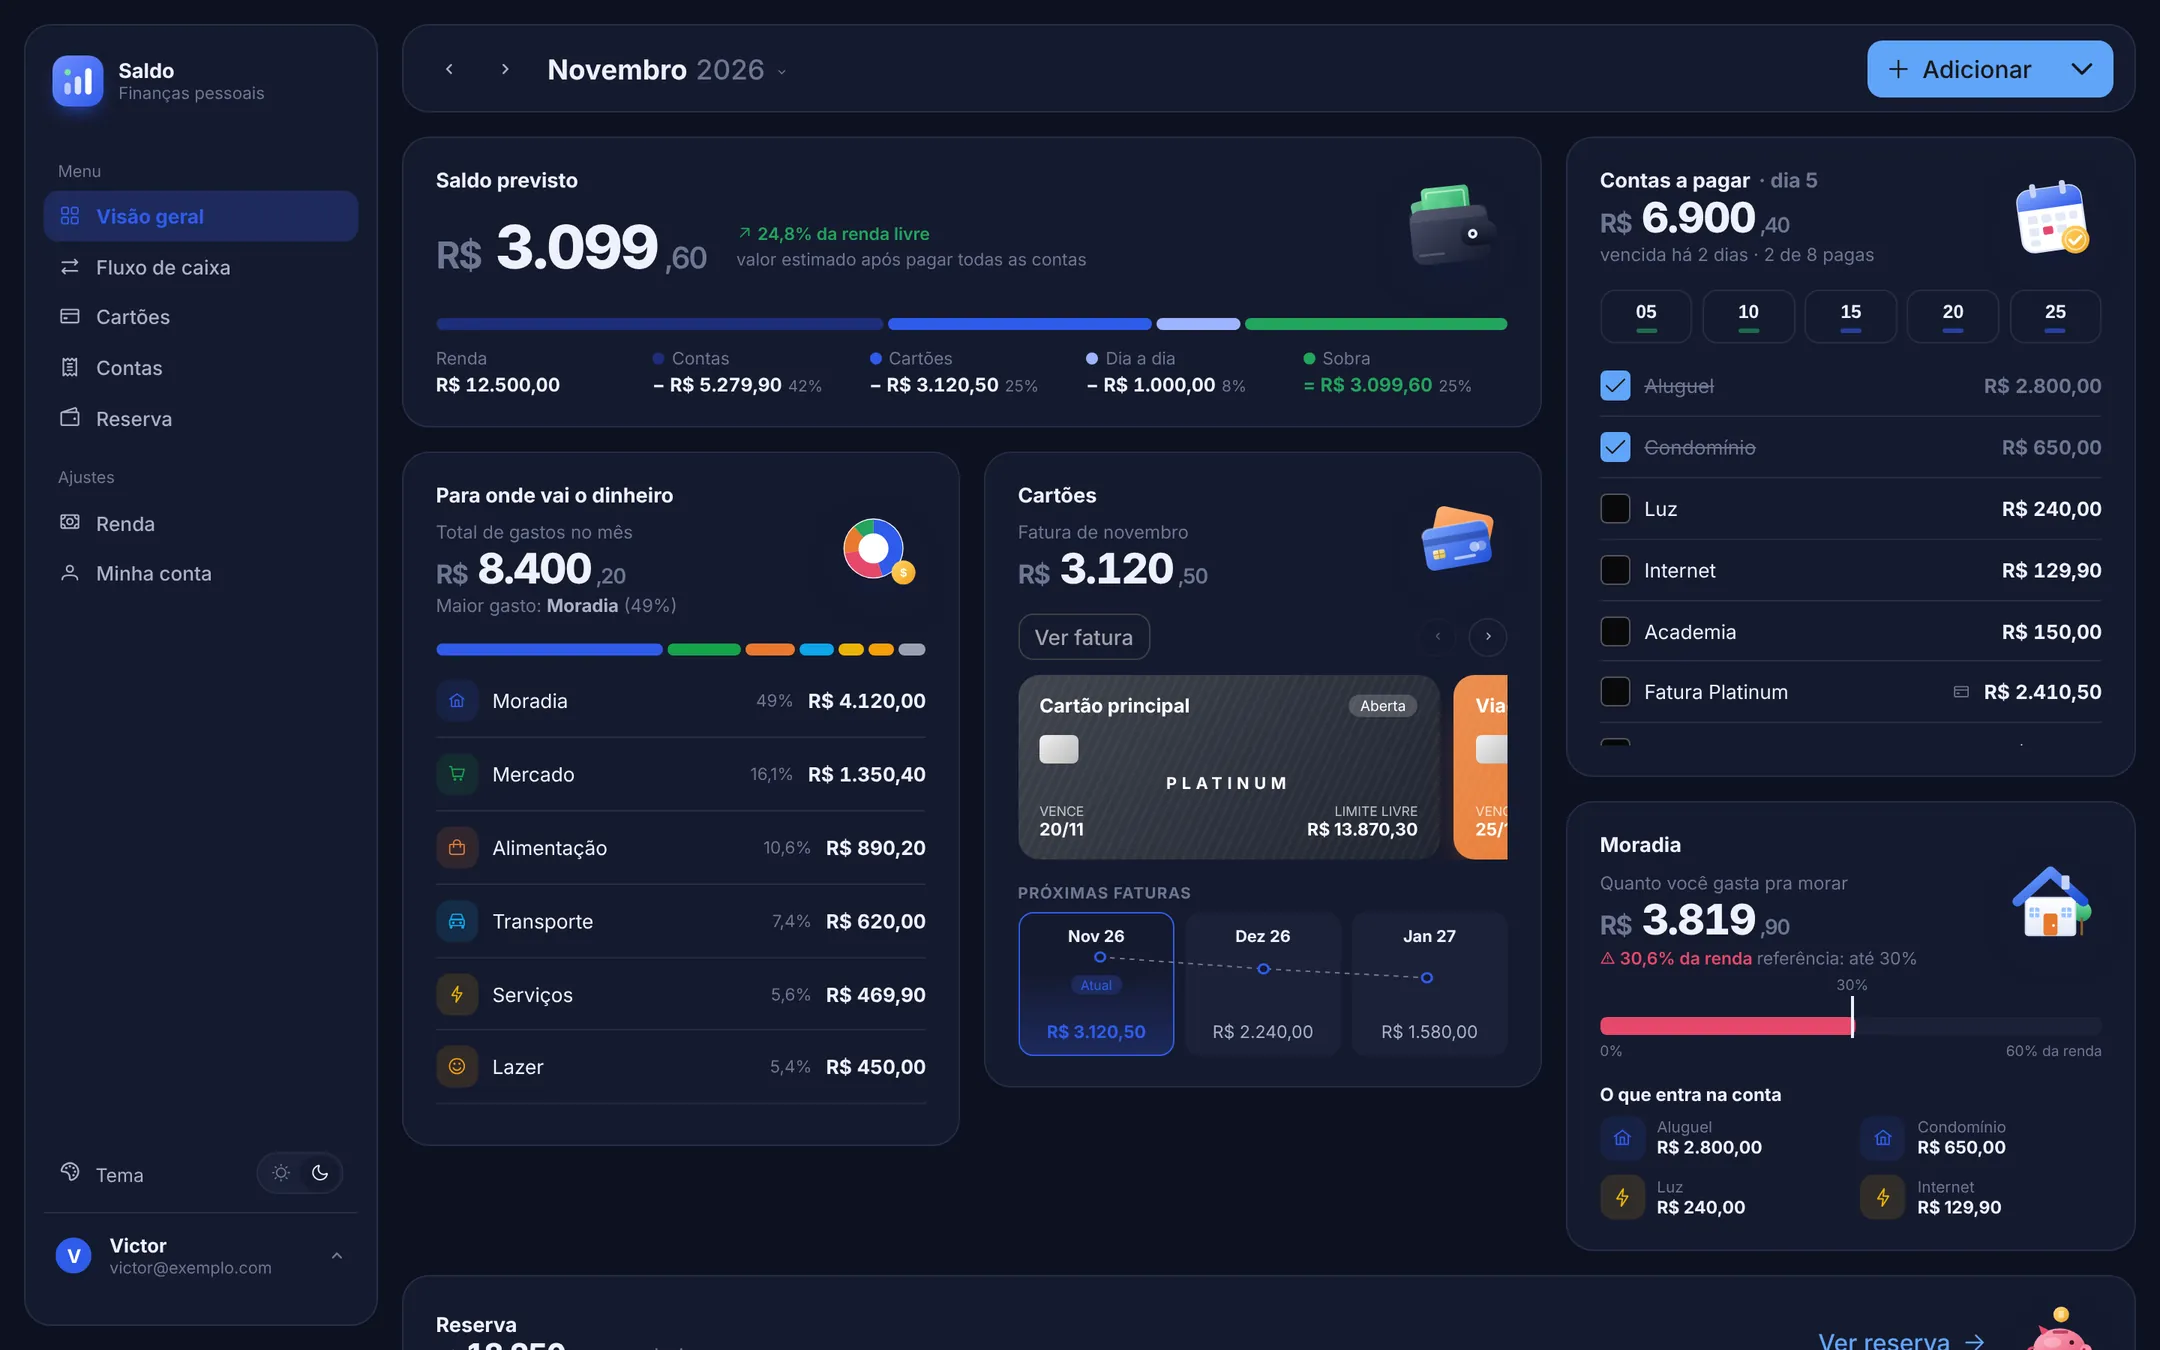 Saldo
Finanças pessoais
Menu
Visão geral
Fluxo de caixa
Cartões
Contas
Reserva
Ajustes
Renda
Minha conta
Tema
V
Victor
victor@exemplo.com
Novembro 2026
+ Adicionar
Saldo previsto
R$ 3.099,60
24,8% da renda livre
valor estimado após pagar todas as contas
Renda
R$ 12.500,00
Contas
– R$ 5.279,90 42%
Cartões
– R$ 3.120,50 25%
Dia a dia
– R$ 1.000,00 8%
Sobra
= R$ 3.099,60 25%
Para onde vai o dinheiro
Total de gastos no mês
R$ 8.400,20
Maior gasto: Moradia (49%)
$
Moradia 49% R$ 4.120,00
Mercado 16,1% R$ 1.350,40
Alimentação 10,6% R$ 890,20
Transporte 7,4% R$ 620,00
Serviços 5,6% R$ 469,90
Lazer 5,4% R$ 450,00
Cartões
Fatura de novembro
R$ 3.120,50
Ver fatura
Cartão principal
Aberta
PLATINUM
VENCE
20/11
LIMITE LIVRE
R$ 13.870,30
Via
VENC
25/
PRÓXIMAS FATURAS
Nov 26
Atual
R$ 3.120,50
Dez 26
R$ 2.240,00
Jan 27
R$ 1.580,00
Contas a pagar · dia 5
R$ 6.900,40
vencida há 2 dias · 2 de 8 pagas
05 10 15 20 25
Aluguel R$ 2.800,00
Condomínio R$ 650,00
Luz R$ 240,00
Internet R$ 129,90
Academia R$ 150,00
Fatura Platinum R$ 2.410,50
Moradia
Quanto você gasta pra morar
R$ 3.819,90
30,6% da renda referência: até 30%
30%
0%
60% da renda
O que entra na conta
Aluguel
R$ 2.800,00
Condomínio
R$ 650,00
Luz
R$ 240,00
Internet
R$ 129,90
Reserva
Ver reserva →